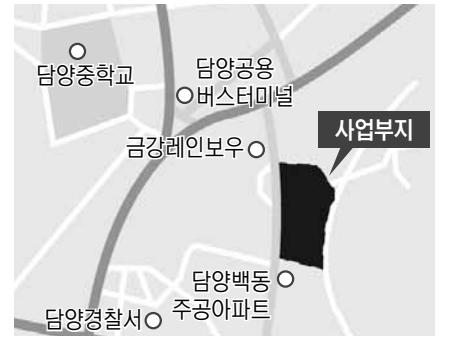 담양중학교
담양공용
버스터미널
사업부지
금강레인보우
담양백동
주공아파트
담양경찰서